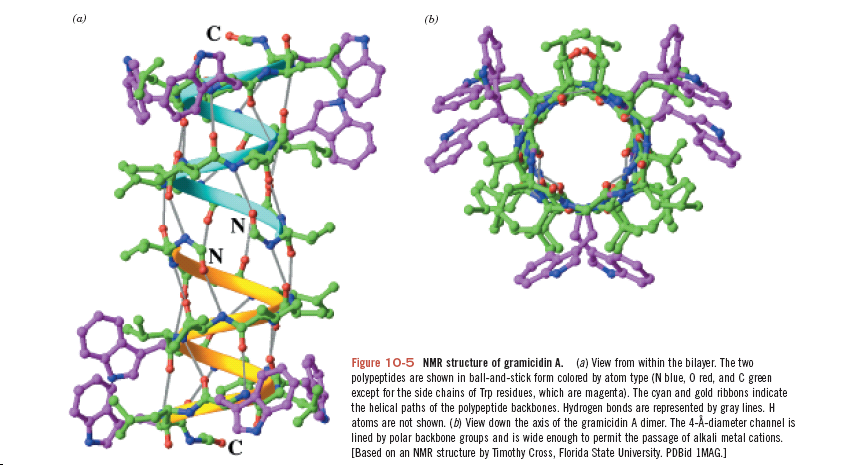 (a)
(b)
C
N
N
C
Figure 10-5 NMR structure of gramicidin A. (a) View from within the bilayer. The two
polypeptides are shown in ball-and-stick form colored by atom type (N blue, O red, and C green
except for the side chains of Trp residues, which are magenta). The cyan and gold ribbons indicate
the helical paths of the polypeptide backbones. Hydrogen bonds are represented by gray lines. H
atoms are not shown. (b) View down the axis of the gramicidin A dimer. The 4-Å-diameter channel is
lined by polar backbone groups and is wide enough to permit the passage of alkali metal cations.
[Based on an NMR structure by Timothy Cross, Florida State University. PDBid 1MAG.]